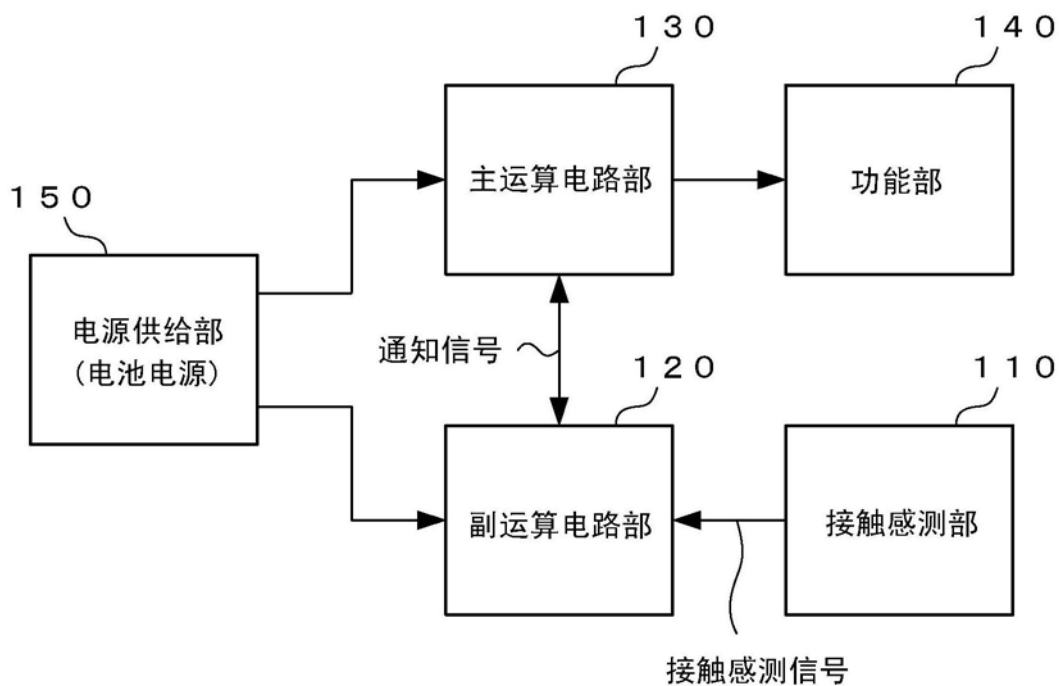 １３０
１４０
主运算电路部
功能部
１５０
电源供给部
(电池电源)
通知信号
１２０
１１０
副运算电路部
接触感测部
接触感测信号